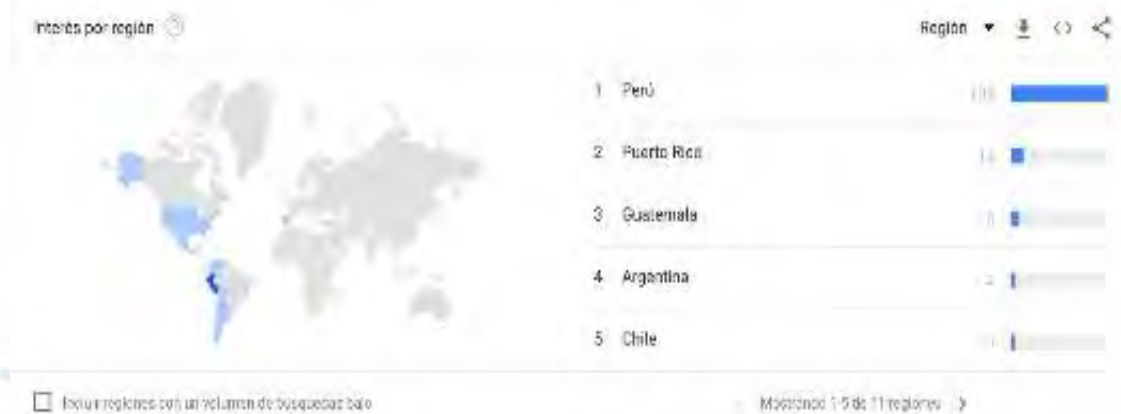 Interés por región
Región
1 Perú 100
2 Puerto Rico
3 Guatemala
4 Argentina
5 Chile
Incluir regiones con un volumen de búsquedas bajo
Mostrando 1-5 de 11 regiones